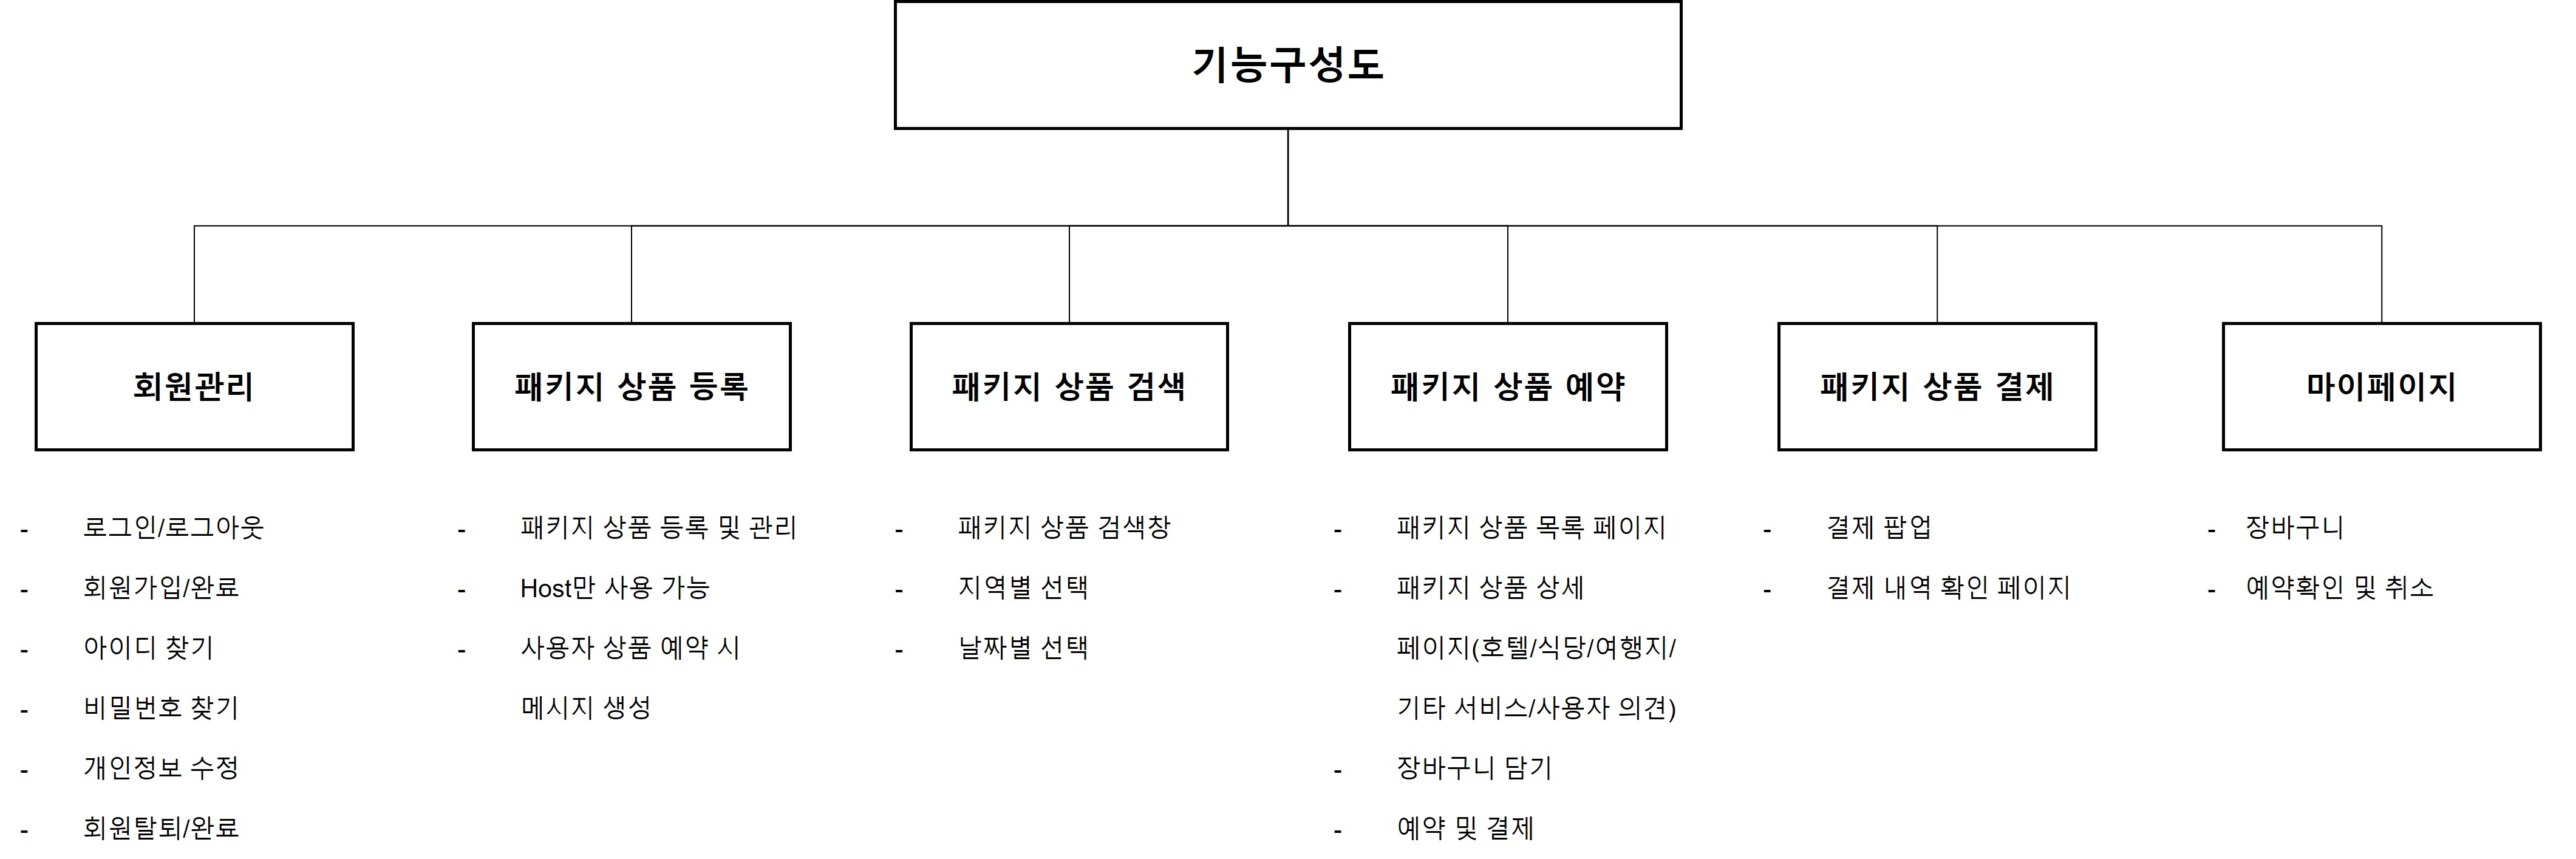 기능구성도
회원관리
패키지 상품 등록
패키지 상품 검색
패키지 상품 예약
패키지 상품 결제
마이페이지
- 로그인/로그아웃
- 회원가입/완료
- 아이디 찾기
- 비밀번호 찾기
- 개인정보 수정
- 회원탈퇴/완료
- 패키지 상품 등록 및 관리
- Host만 사용 가능
- 사용자 상품 예약 시
메시지 생성
- 패키지 상품 검색창
- 지역별 선택
- 날짜별 선택
- 패키지 상품 목록 페이지
- 패키지 상품 상세
페이지(호텔/식당/여행지/
기타 서비스/사용자 의견)
- 장바구니 담기
- 예약 및 결제
- 결제 팝업
- 결제 내역 확인 페이지
- 장바구니
- 예약확인 및 취소